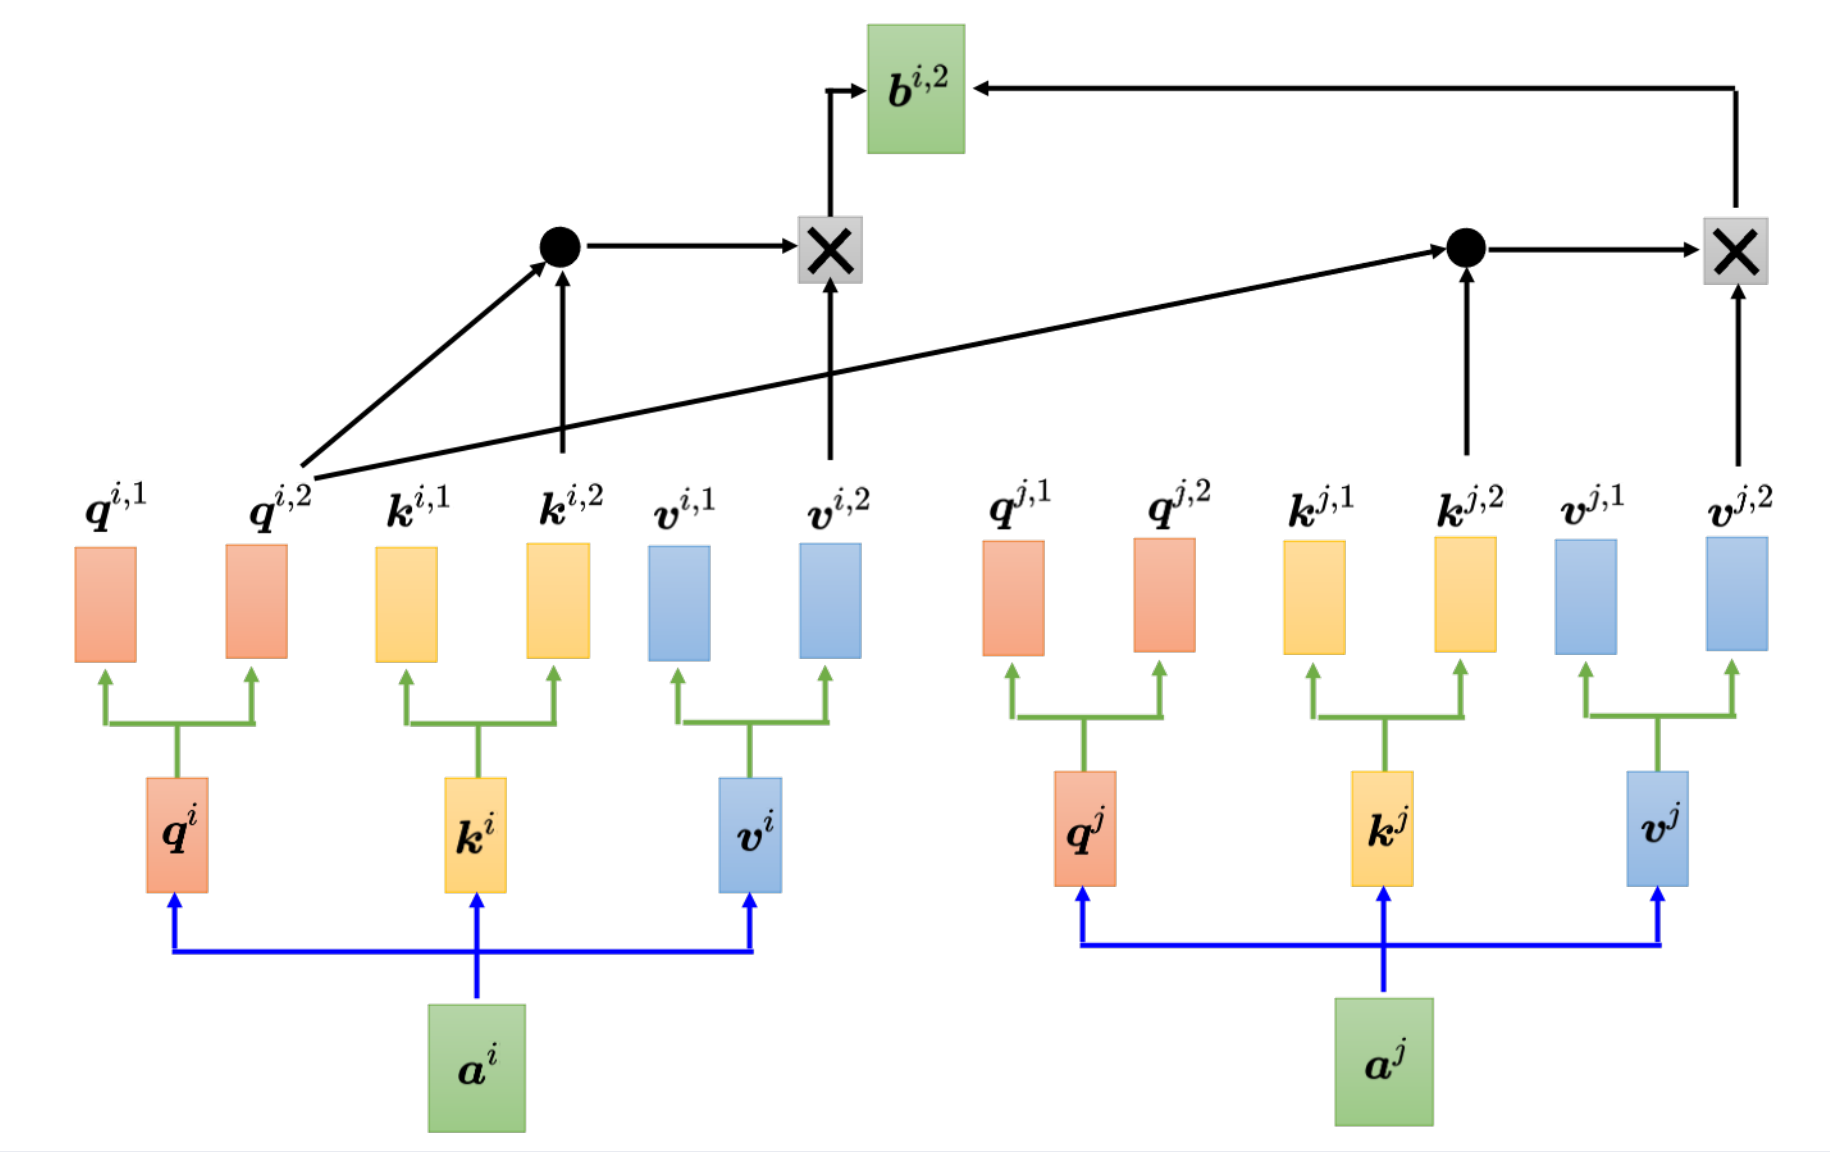 b^{i,2}
q^{i,1} q^{i,2} k^{i,1} k^{i,2} v^{i,1} v^{i,2} q^{j,1} q^{j,2} k^{j,1} k^{j,2} v^{j,1} v^{j,2}
q^i k^i v^i q^j k^j v^j
a^i a^j